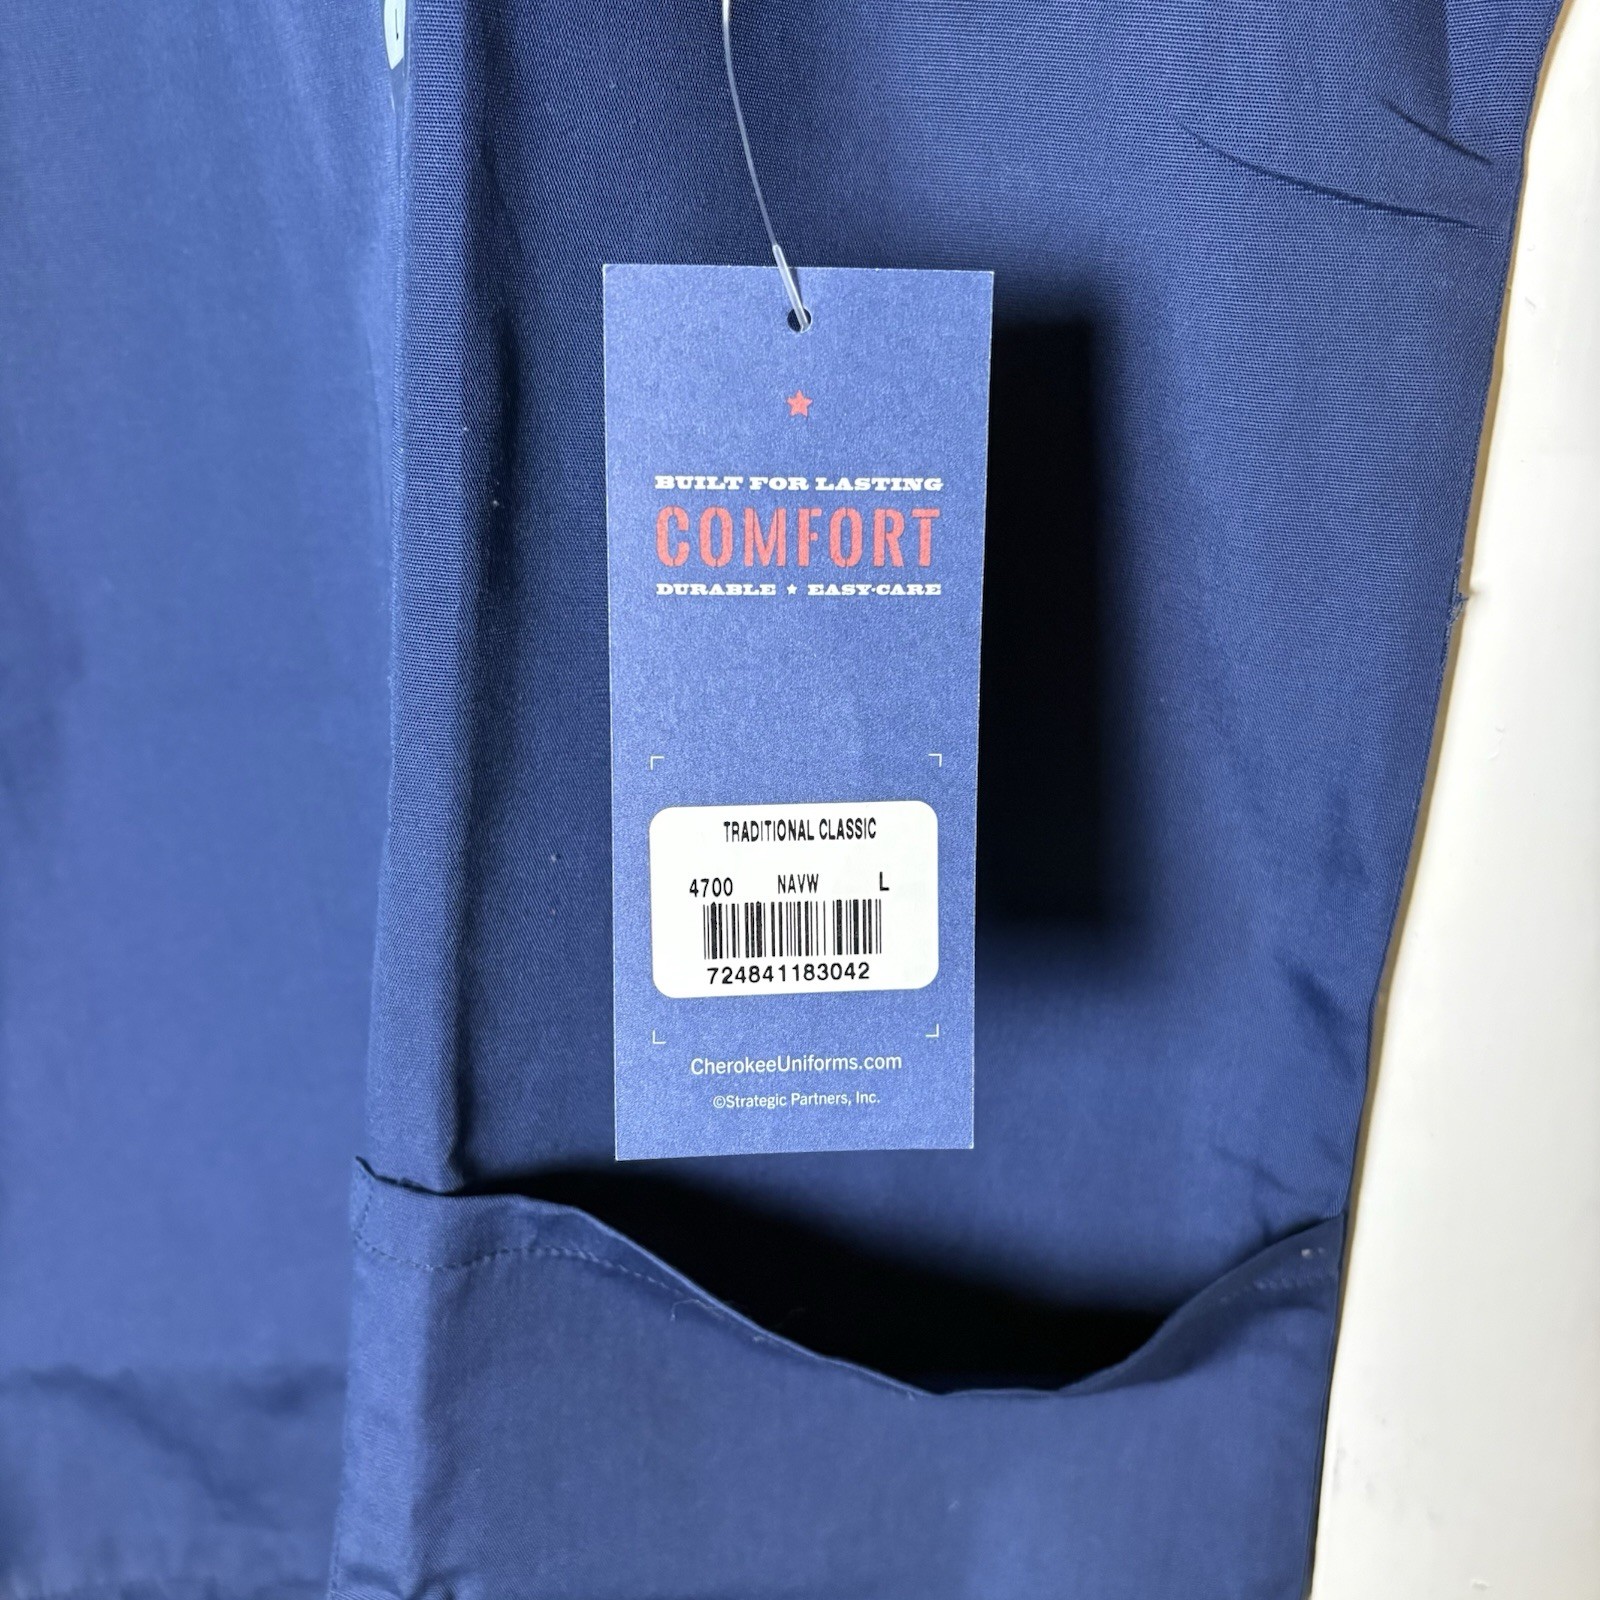 BUILT FOR LASTING
COMFORT
DURABLE ★ EASY-CARE
TRADITIONAL CLASSIC
4700 NAVW L
724841183042
CherokeeUniforms.com
©Strategic Partners, Inc.